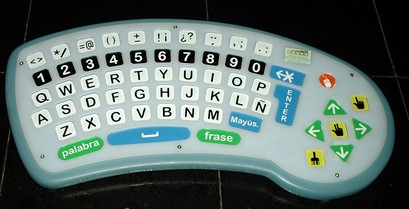 <> */ =@ () ± !¡ ¿? ; : . ,
1 2 3 4 5 6 7 8 9 0
Q W E R T Y U I O P
A S D F G H J K L Ñ
Z X C V B N M Mayús.
ENTER
palabra frase